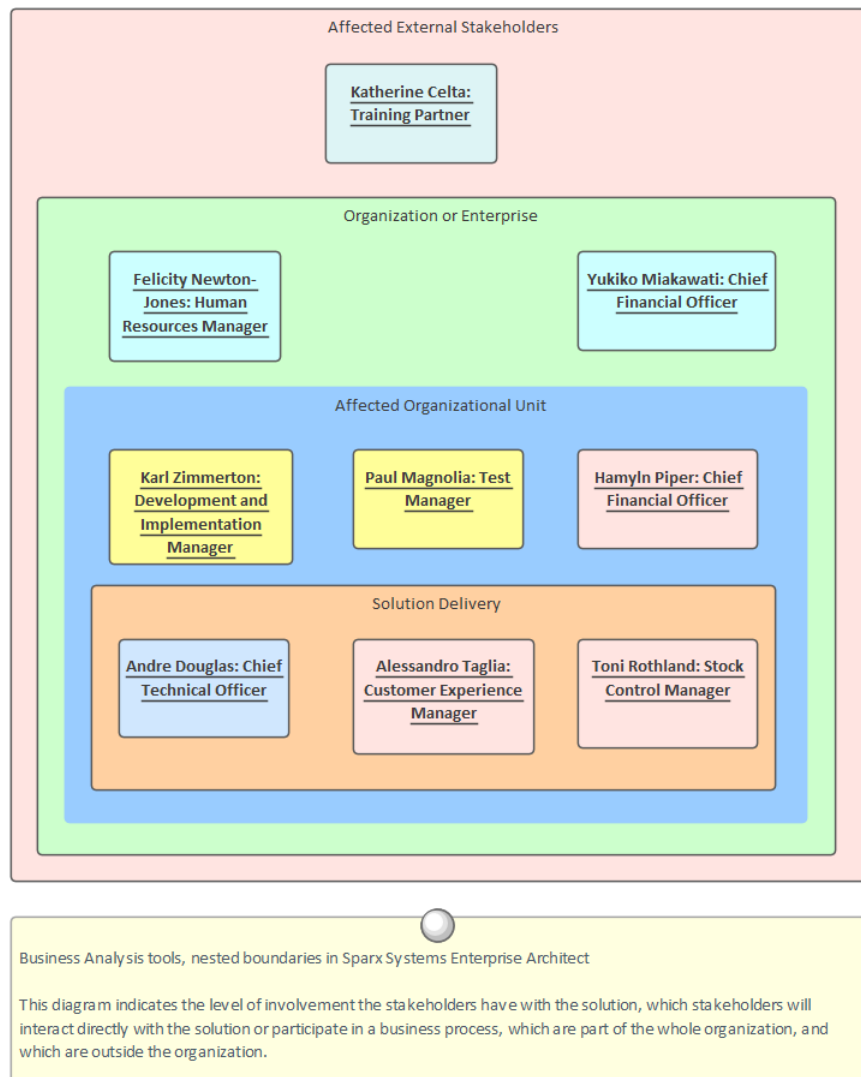 Affected External Stakeholders
Katherine Celta:
Training Partner
Organization or Enterprise
Felicity Newton-
Jones: Human
Resources Manager
Yukiko Miakawati: Chief
Financial Officer
Affected Organizational Unit
Karl Zimmerton:
Development and
Implementation
Manager
Paul Magnolia: Test
Manager
Hamyln Piper: Chief
Financial Officer
Solution Delivery
Andre Douglas: Chief
Technical Officer
Alessandro Taglia:
Customer Experience
Manager
Toni Rothland: Stock
Control Manager
Business Analysis tools, nested boundaries in Sparx Systems Enterprise Architect
This diagram indicates the level of involvement the stakeholders have with the solution, which stakeholders will
interact directly with the solution or participate in a business process, which are part of the whole organization, and
which are outside the organization.